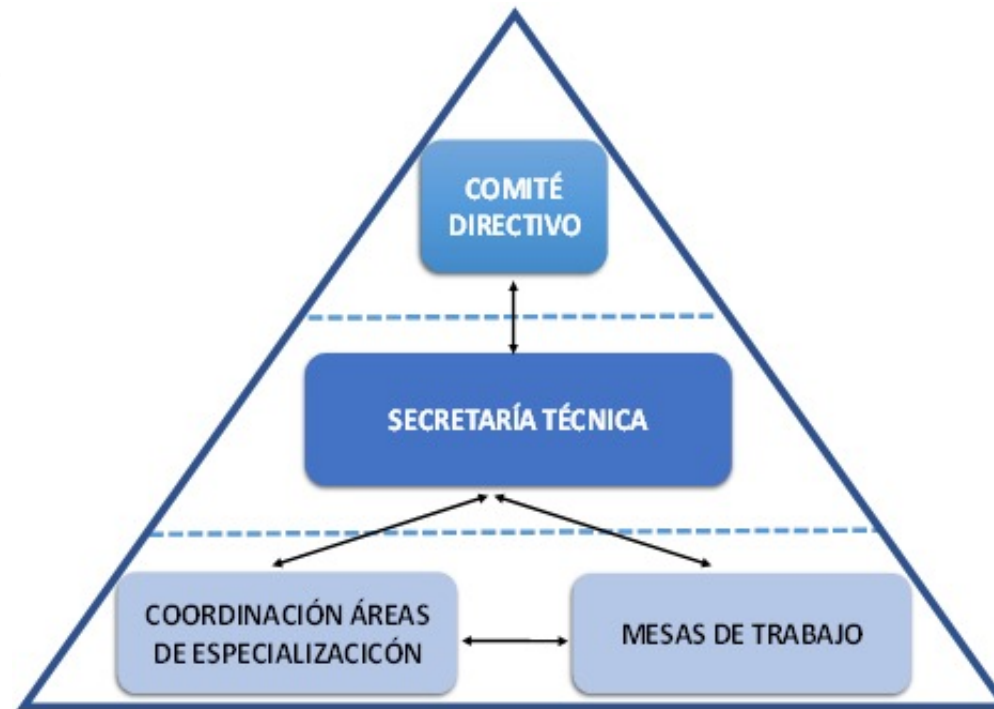 COMITÉ
DIRECTIVO
SECRETARÍA TÉCNICA
COORDINACIÓN ÁREAS
DE ESPECIALIZACICÓN
MESAS DE TRABAJO